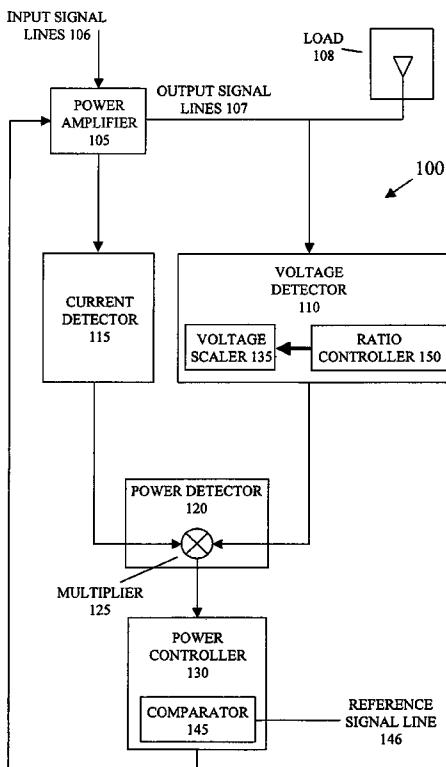 INPUT SIGNAL
LINES 106
LOAD
108
POWER
AMPLIFIER
105
OUTPUT SIGNAL
LINES 107
100
CURRENT
DETECTOR
115
VOLTAGE
DETECTOR
110
VOLTAGE
SCALER 135
RATIO
CONTROLLER 150
POWER DETECTOR
120
MULTIPLIER
125
POWER
CONTROLLER
130
COMPARATOR
145
REFERENCE
SIGNAL LINE
146